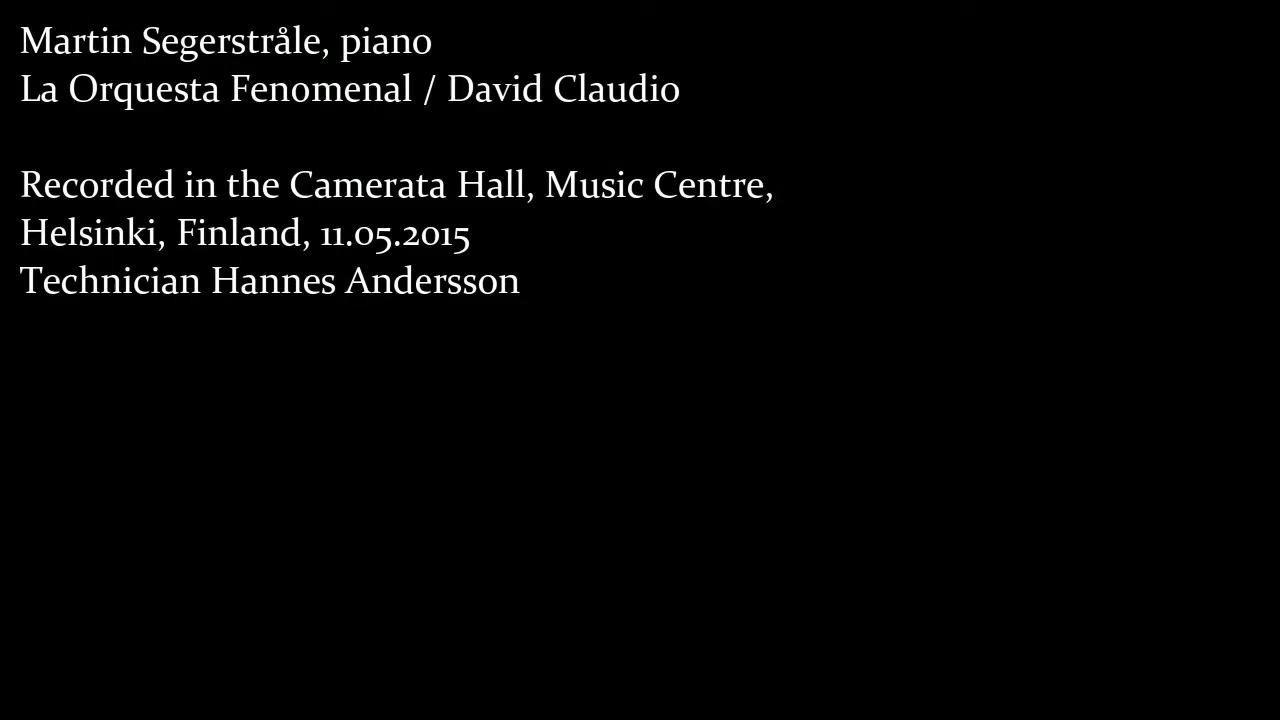 Martin Segerstråle, piano
La Orquesta Fenomenal / David Claudio
Recorded in the Camerata Hall, Music Centre,
Helsinki, Finland, 11.05.2015
Technician Hannes Andersson